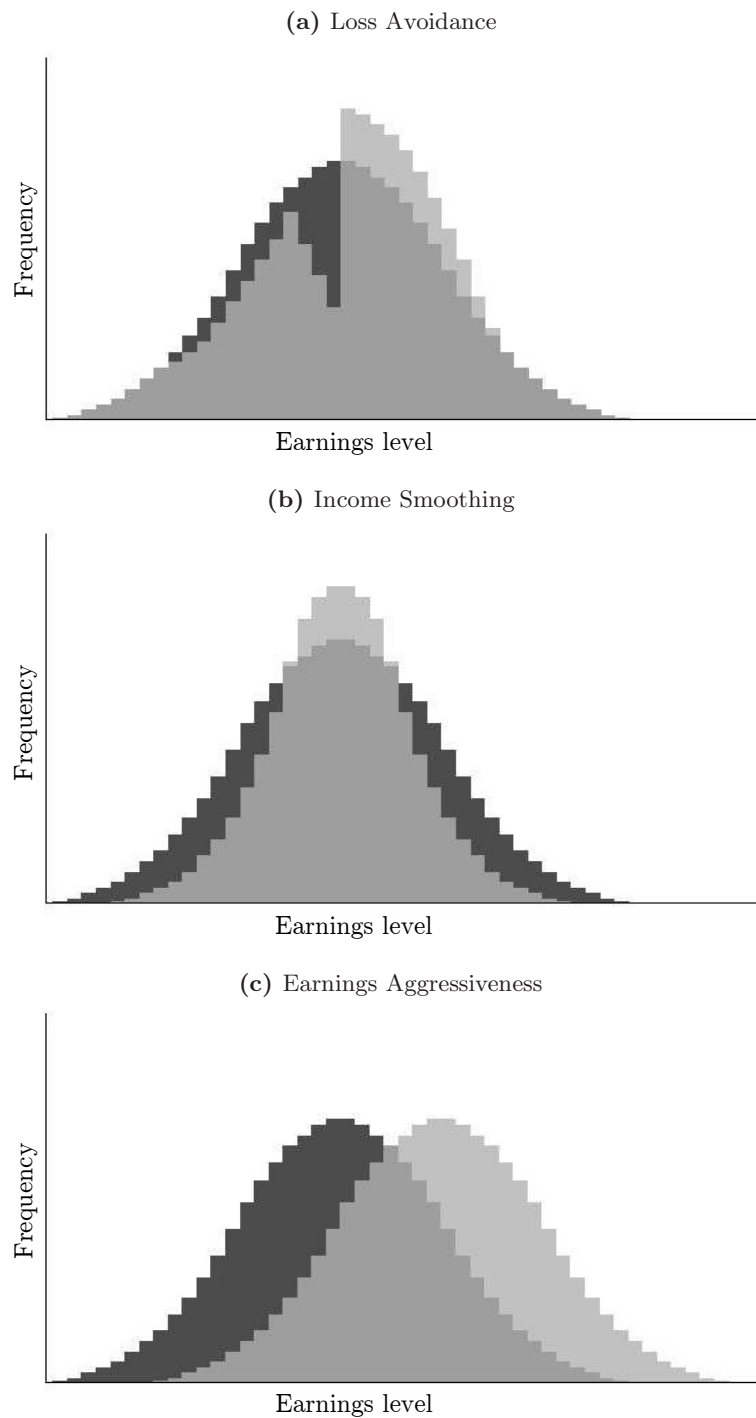 (a) Loss Avoidance
Frequency
Earnings level
(b) Income Smoothing
Frequency
Earnings level
(c) Earnings Aggressiveness
Frequency
Earnings level